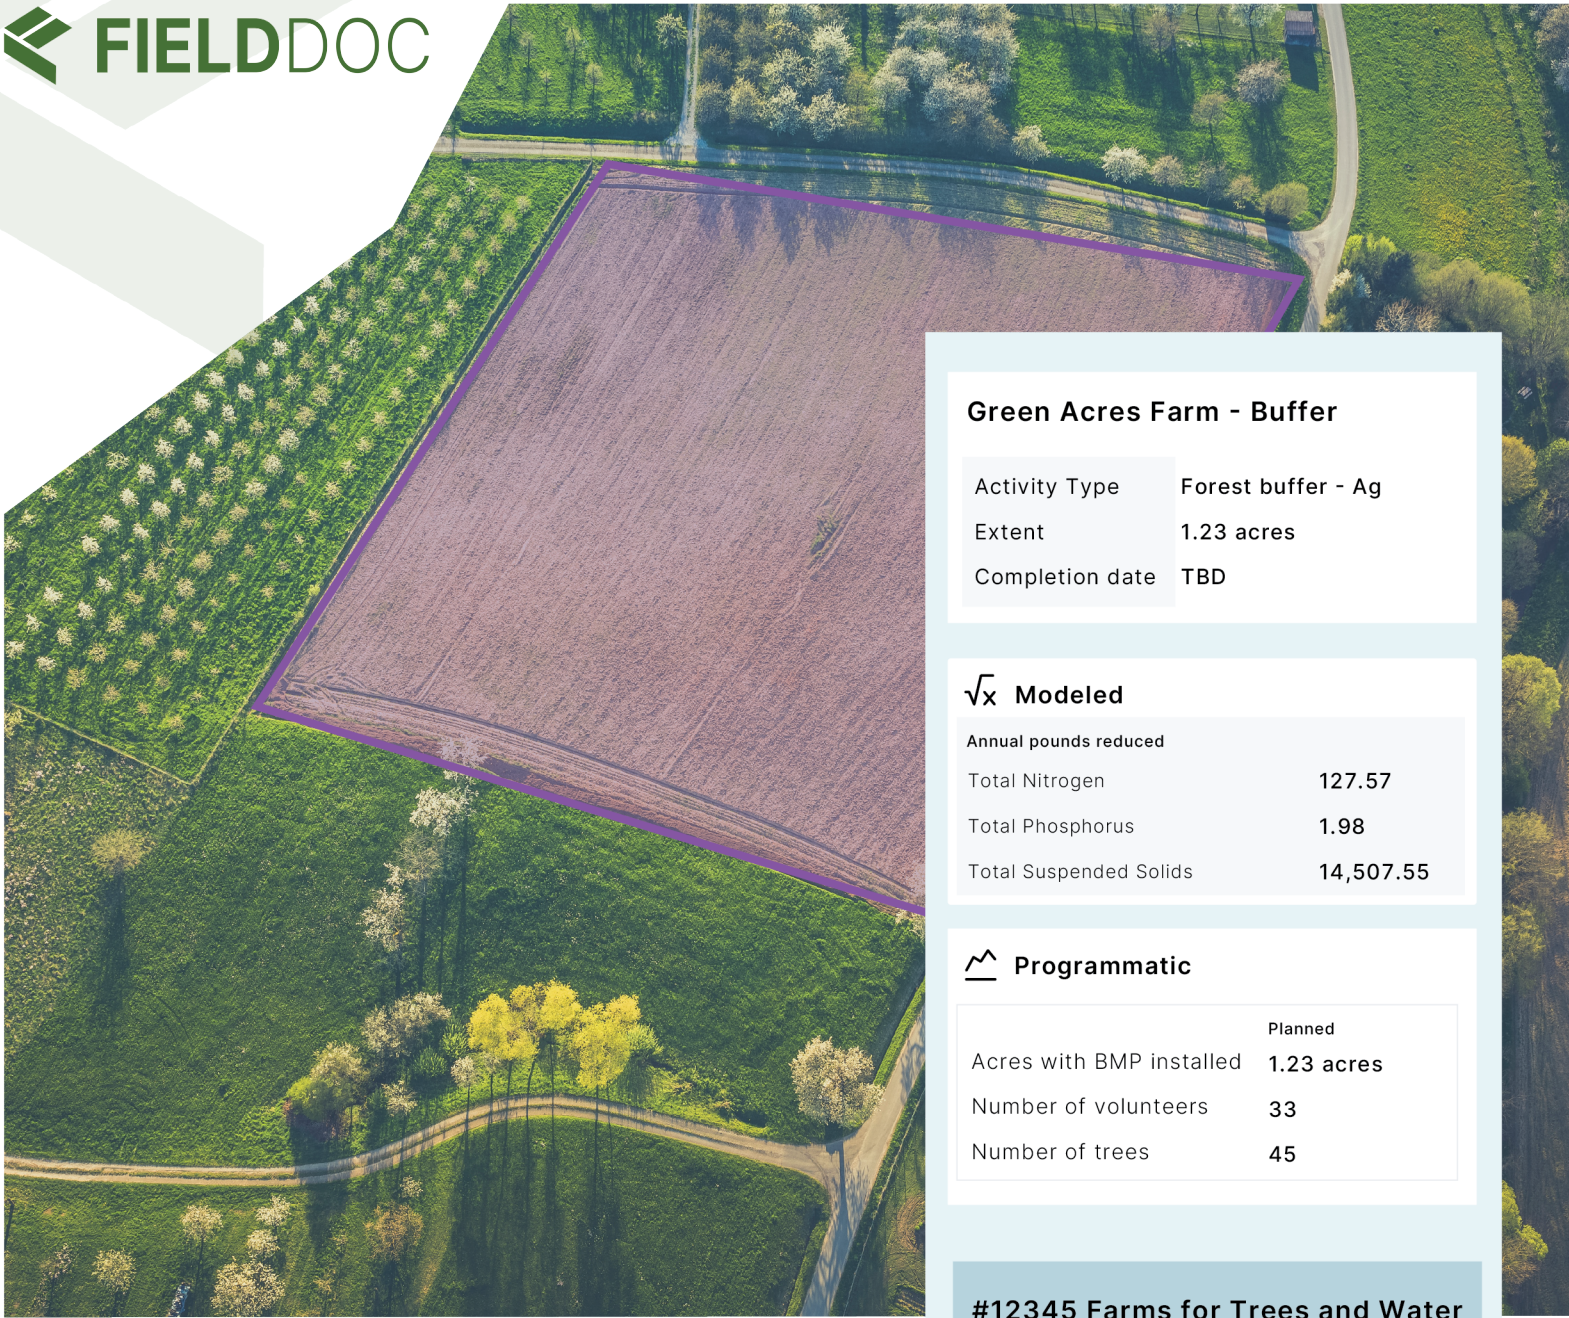 FIELDDOC
Green Acres Farm - Buffer
Activity Type Forest buffer - Ag
Extent 1.23 acres
Completion date TBD
√x Modeled
Annual pounds reduced
Total Nitrogen 127.57
Total Phosphorus 1.98
Total Suspended Solids 14,507.55
Programmatic
Planned
Acres with BMP installed 1.23 acres
Number of volunteers 33
Number of trees 45
#12345 Farms for Trees and Water